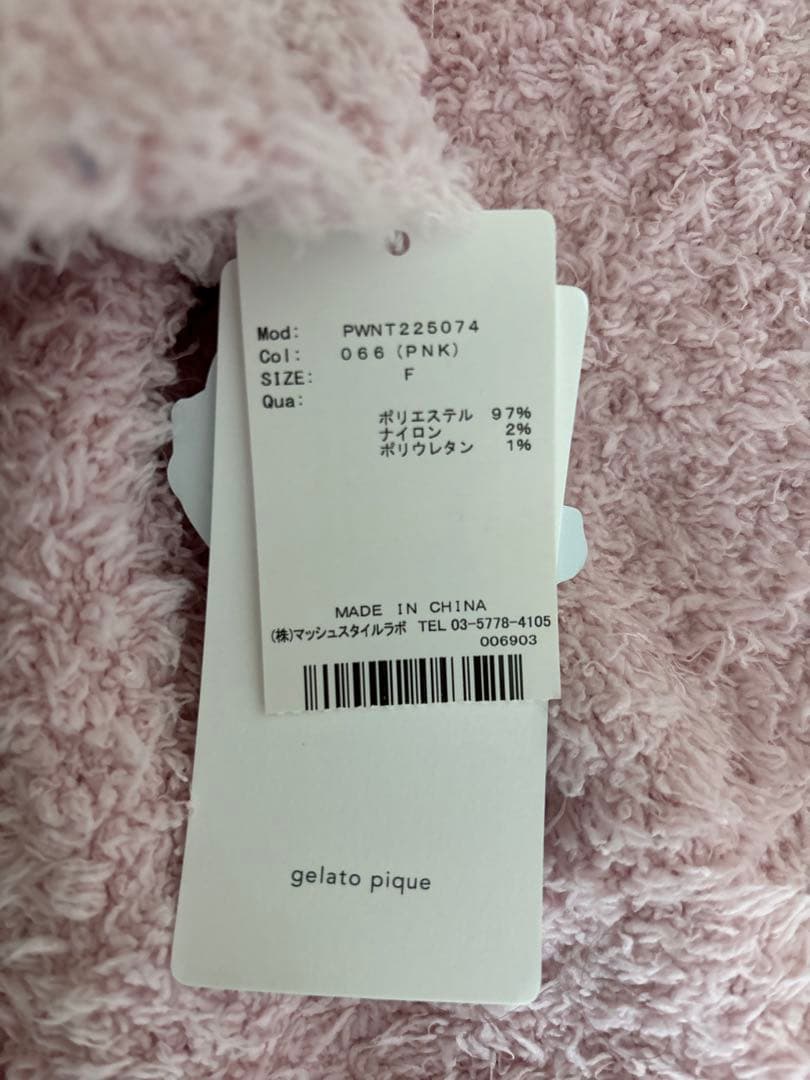 Mod: PWNT225074
Col: 066 (PNK)
SIZE: F
Qua:
ポリエステル 97%
ナイロン 2%
ポリウレタン 1%
MADE IN CHINA
(株)マッシュスタイルラボ TEL 03-5778-4105
006903
gelato pique